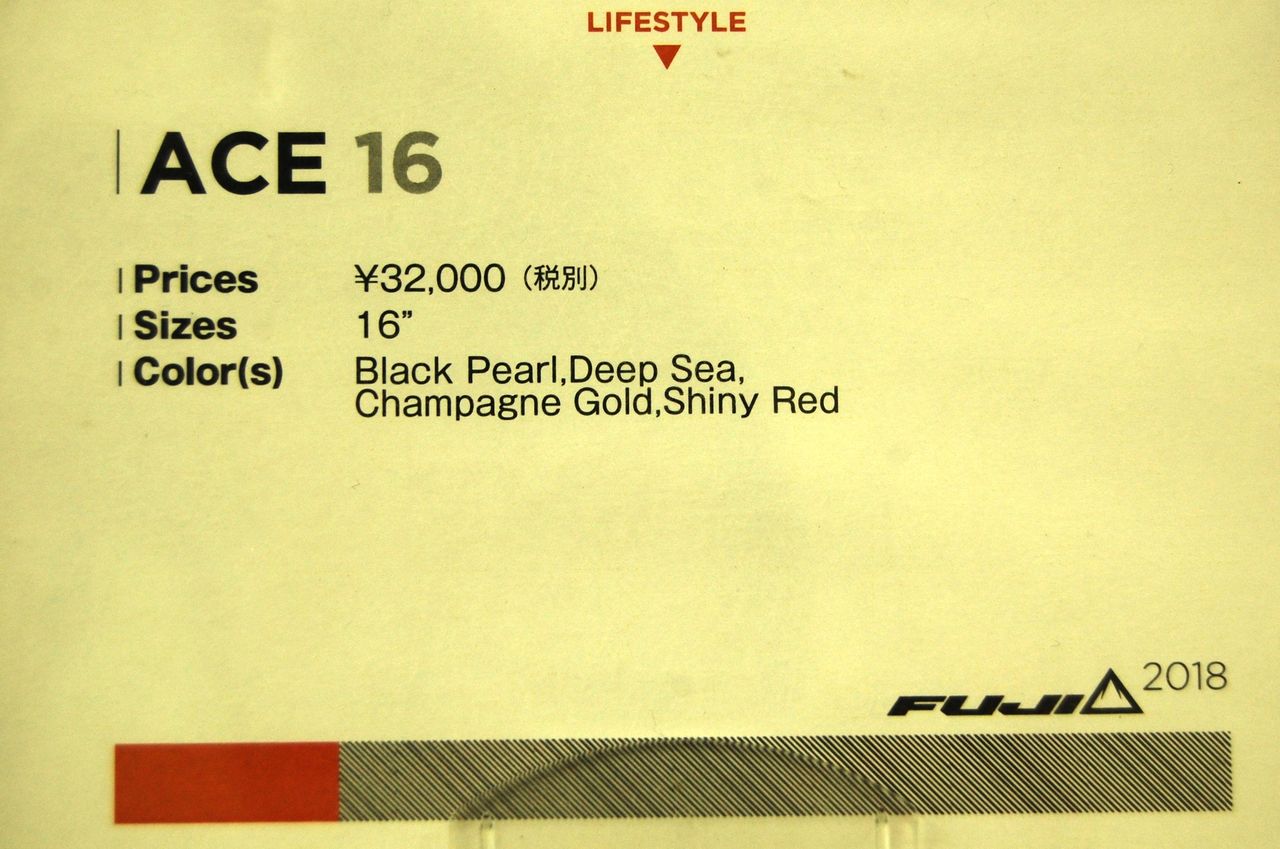 LIFESTYLE
ACE 16
Prices ¥32,000（税別）
Sizes 16”
Color(s) Black Pearl,Deep Sea,
Champagne Gold,Shiny Red
FUJI 2018